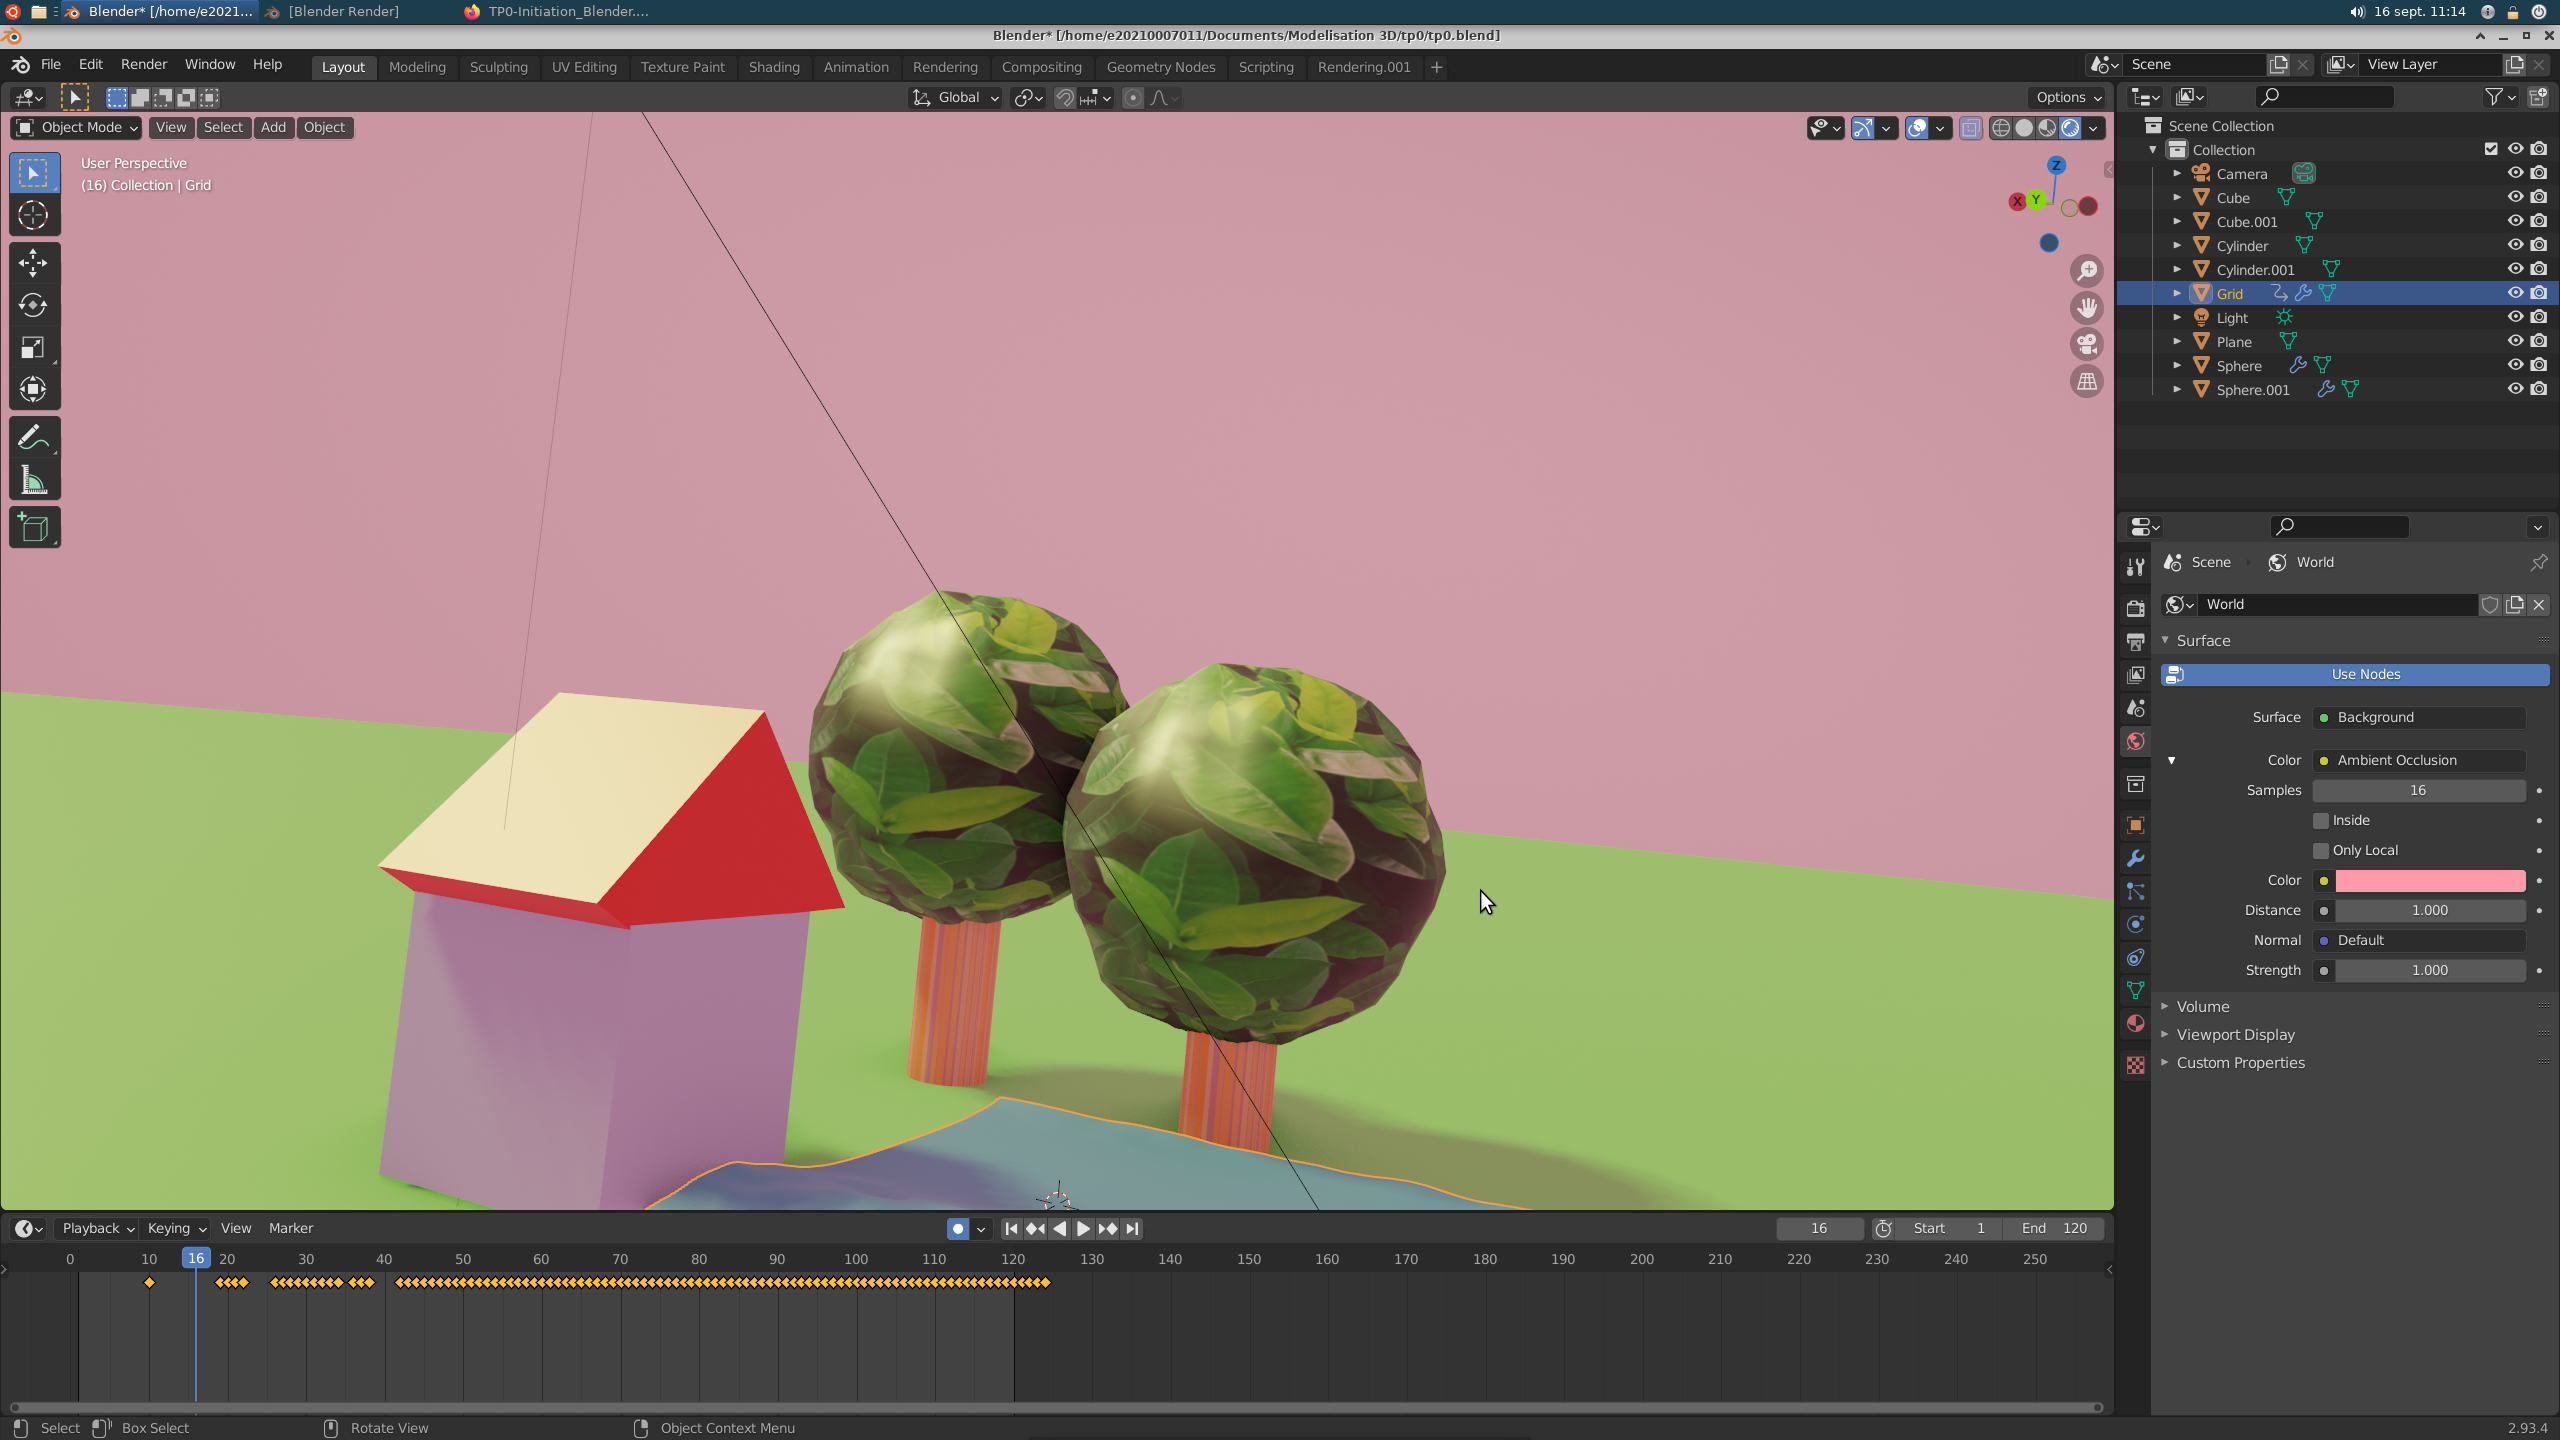 Blender* [/home/e2021... [Blender Render] TP0-Initiation_Blender.... 16 sept. 11:14
Blender* [/home/e20210007011/Documents/Modelisation 3D/tp0/tp0.blend]
File Edit Render Window Help Layout Modeling Sculpting UV Editing Texture Paint Shading Animation Rendering Compositing Geometry Nodes Scripting Rendering.001 + Scene View Layer
Global Options
Object Mode View Select Add Object
User Perspective
(16) Collection | Grid
Z
X Y
Scene Collection
Collection
Camera
Cube
Cube.001
Cylinder
Cylinder.001
Grid
Light
Plane
Sphere
Sphere.001
Scene World
World
Surface
Use Nodes
Surface Background
Color Ambient Occlusion
Samples 16
Inside
Only Local
Color
Distance 1.000
Normal Default
Strength 1.000
Volume
Viewport Display
Custom Properties
Playback Keying View Marker 16 Start 1 End 120
0 10 16 20 30 40 50 60 70 80 90 100 110 120 130 140 150 160 170 180 190 200 210 220 230 240 250
Select Box Select Rotate View Object Context Menu 2.93.4